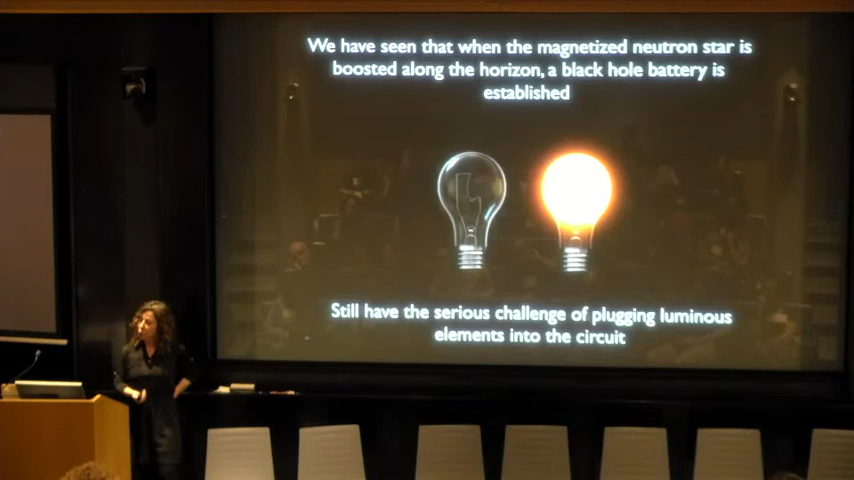 We have seen that when the magnetized neutron star is
boosted along the horizon, a black hole battery is
established
Still have the serious challenge of plugging luminous
elements into the circuit